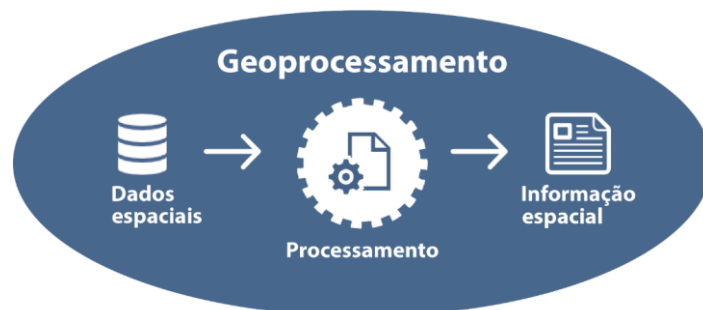 Geoprocessamento
Dados
espaciais
Processamento
Informação
espacial